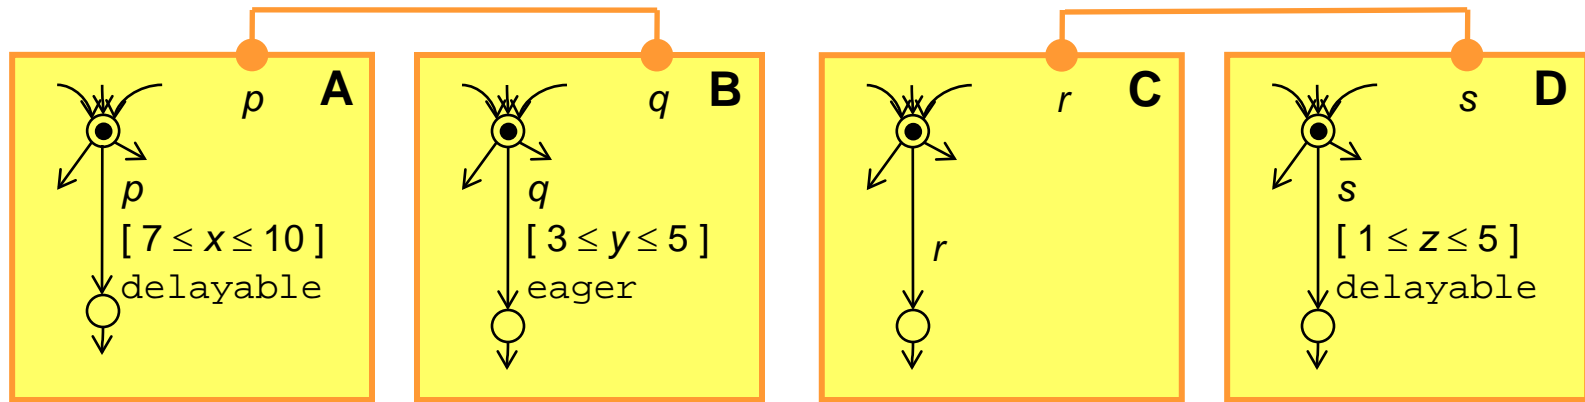 A
p
p
[ 7 ≤ x ≤ 10 ]
delayable
B
q
q
[ 3 ≤ y ≤ 5 ]
eager
C
r
r
D
s
s
[ 1 ≤ z ≤ 5 ]
delayable